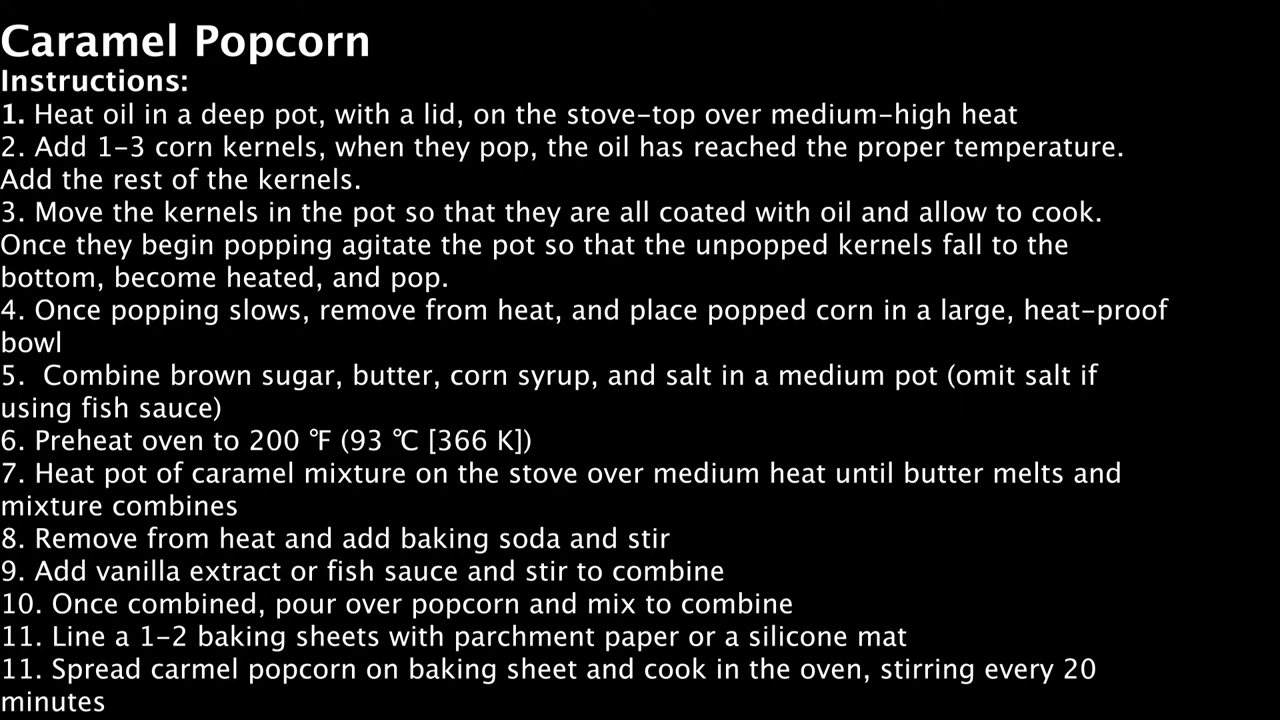 Caramel Popcorn
Instructions:
1. Heat oil in a deep pot, with a lid, on the stove-top over medium-high heat
2. Add 1-3 corn kernels, when they pop, the oil has reached the proper temperature.
Add the rest of the kernels.
3. Move the kernels in the pot so that they are all coated with oil and allow to cook.
Once they begin popping agitate the pot so that the unpopped kernels fall to the
bottom, become heated, and pop.
4. Once popping slows, remove from heat, and place popped corn in a large, heat-proof
bowl
5.  Combine brown sugar, butter, corn syrup, and salt in a medium pot (omit salt if
using fish sauce)
6. Preheat oven to 200 ℉ (93 ℃ [366 K])
7. Heat pot of caramel mixture on the stove over medium heat until butter melts and
mixture combines
8. Remove from heat and add baking soda and stir
9. Add vanilla extract or fish sauce and stir to combine
10. Once combined, pour over popcorn and mix to combine
11. Line a 1-2 baking sheets with parchment paper or a silicone mat
11. Spread carmel popcorn on baking sheet and cook in the oven, stirring every 20
minutes